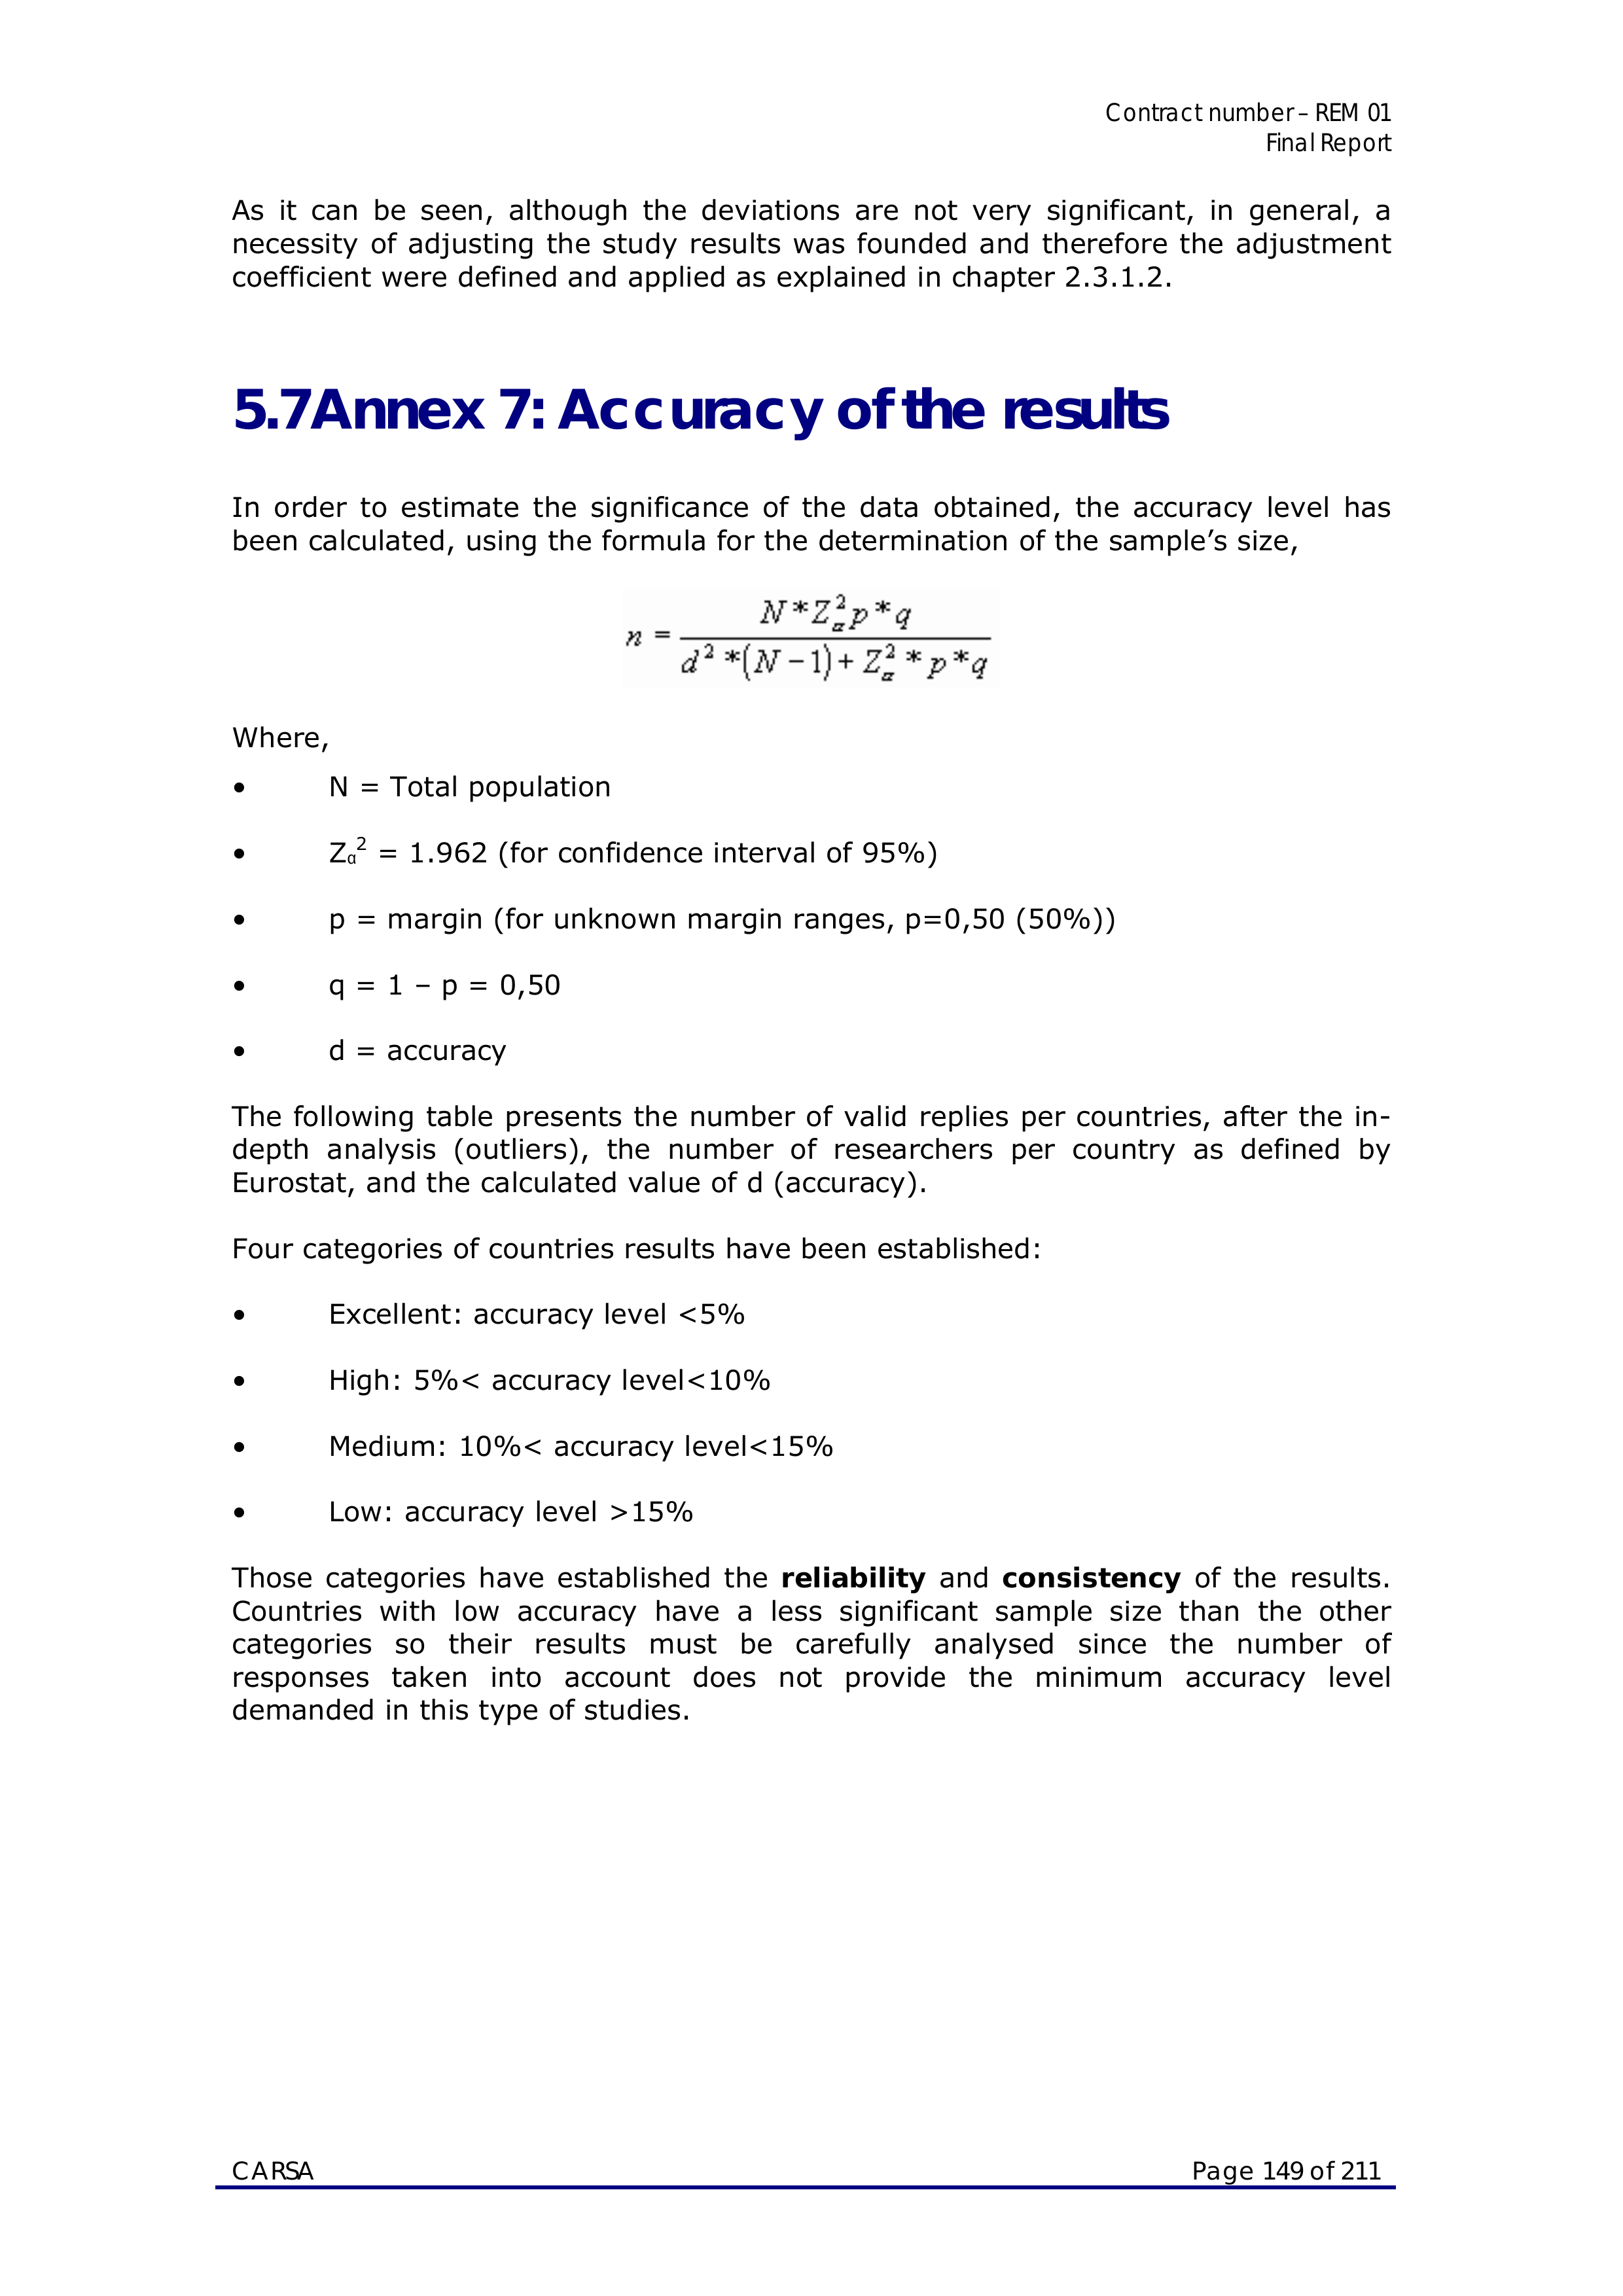 Contract number – REM 01
Final Report
As it can be seen, although the deviations are not very significant, in general, a
necessity of adjusting the study results was founded and therefore the adjustment
coefficient were defined and applied as explained in chapter 2.3.1.2.
5.7Annex 7: Accuracy of the results
In order to estimate the significance of the data obtained, the accuracy level has
been calculated, using the formula for the determination of the sample’s size,
n = \frac{N * Z_α^2 p * q}{d^2 * (N - 1) + Z_α^2 * p * q}
Where,
• N = Total population
• Zα² = 1.962 (for confidence interval of 95%)
• p = margin (for unknown margin ranges, p=0,50 (50%))
• q = 1 – p = 0,50
• d = accuracy
The following table presents the number of valid replies per countries, after the in-
depth analysis (outliers), the number of researchers per country as defined by
Eurostat, and the calculated value of d (accuracy).
Four categories of countries results have been established:
• Excellent: accuracy level <5%
• High: 5%< accuracy level<10%
• Medium: 10%< accuracy level<15%
• Low: accuracy level >15%
Those categories have established the reliability and consistency of the results.
Countries with low accuracy have a less significant sample size than the other
categories so their results must be carefully analysed since the number of
responses taken into account does not provide the minimum accuracy level
demanded in this type of studies.
CARSA Page 149 of 211